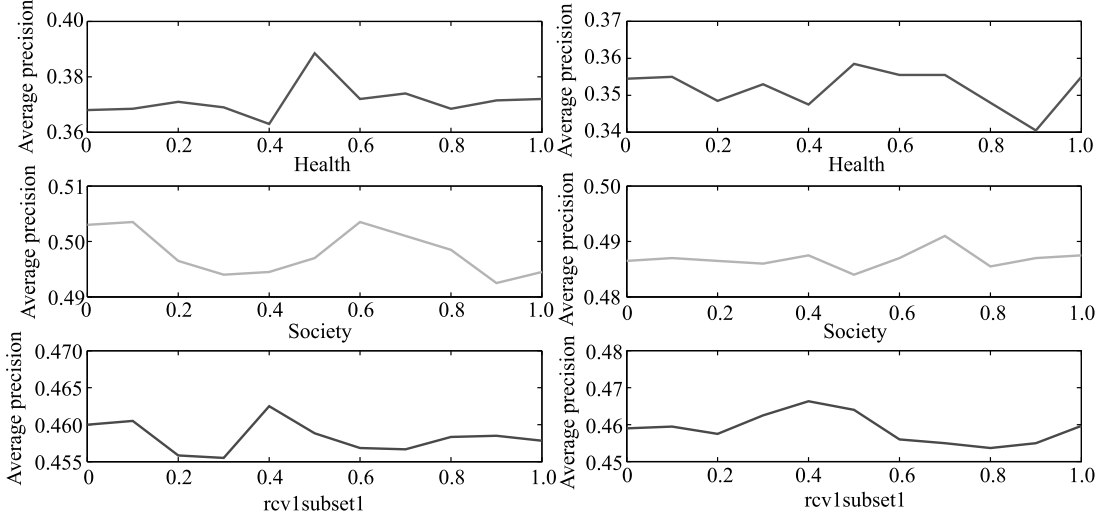 Average precision
0.40
0.38
0.36
0 0.2 0.4 0.6 0.8 1.0
Health
Average precision
0.37
0.36
0.35
0.34
0 0.2 0.4 0.6 0.8 1.0
Health
Average precision
0.51
0.50
0.49
0 0.2 0.4 0.6 0.8 1.0
Society
Average precision
0.50
0.49
0.48
0 0.2 0.4 0.6 0.8 1.0
Society
Average precision
0.470
0.465
0.460
0.455
0 0.2 0.4 0.6 0.8 1.0
rcv1subset1
Average precision
0.48
0.47
0.46
0.45
0 0.2 0.4 0.6 0.8 1.0
rcv1subset1